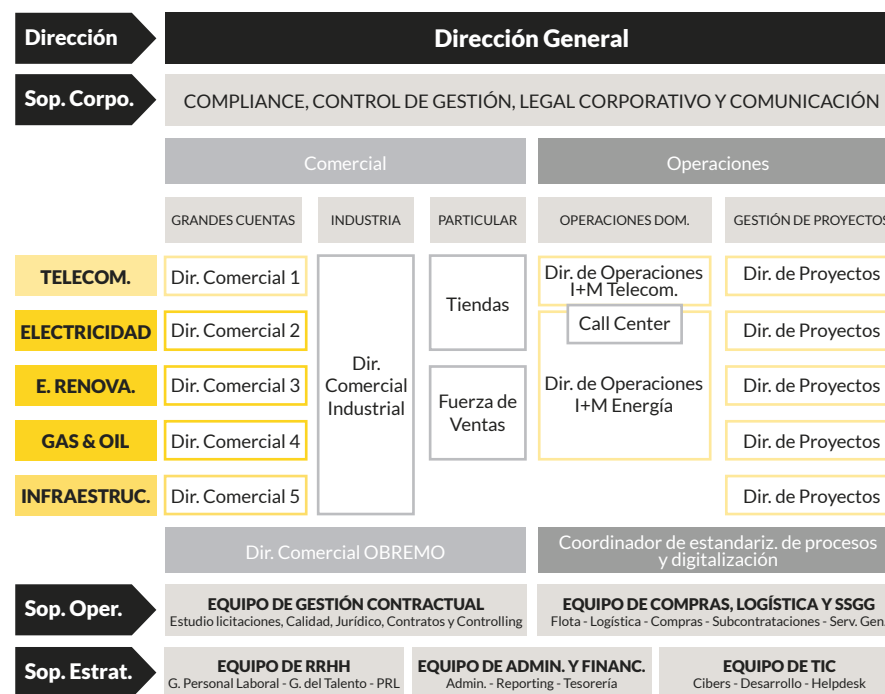 Dirección
Dirección General
Sop. Corpo.
COMPLIANCE, CONTROL DE GESTIÓN, LEGAL CORPORATIVO Y COMUNICACIÓN
Comercial
Operaciones
GRANDES CUENTAS
INDUSTRIA
PARTICULAR
OPERACIONES DOM.
GESTIÓN DE PROYECTOS
TELECOM.
Dir. Comercial 1
Dir. Comercial Industrial
Tiendas
Dir. de Operaciones
I+M Telecom.
Dir. de Proyectos
ELECTRICIDAD
Dir. Comercial 2
Call Center
Dir. de Proyectos
E. RENOVA.
Dir. Comercial 3
Fuerza de
Ventas
Dir. de Operaciones
I+M Energía
Dir. de Proyectos
GAS & OIL
Dir. Comercial 4
Dir. de Proyectos
INFRAESTRUC.
Dir. Comercial 5
Dir. de Proyectos
Dir. Comercial OBREMO
Coordinador de estandariz. de procesos
y digitalización
Sop. Oper.
EQUIPO DE GESTIÓN CONTRACTUAL
Estudio licitaciones, Calidad, Jurídico, Contratos y Controlling
EQUIPO DE COMPRAS, LOGÍSTICA Y SSGG
Flota - Logística - Compras - Subcontrataciones - Serv. Gen.
Sop. Estrat.
EQUIPO DE RRHH
G. Personal Laboral - G. del Talento - PRL
EQUIPO DE ADMIN. Y FINANC.
Admin. - Reporting - Tesorería
EQUIPO DE TIC
Cibers - Desarrollo - Helpdesk